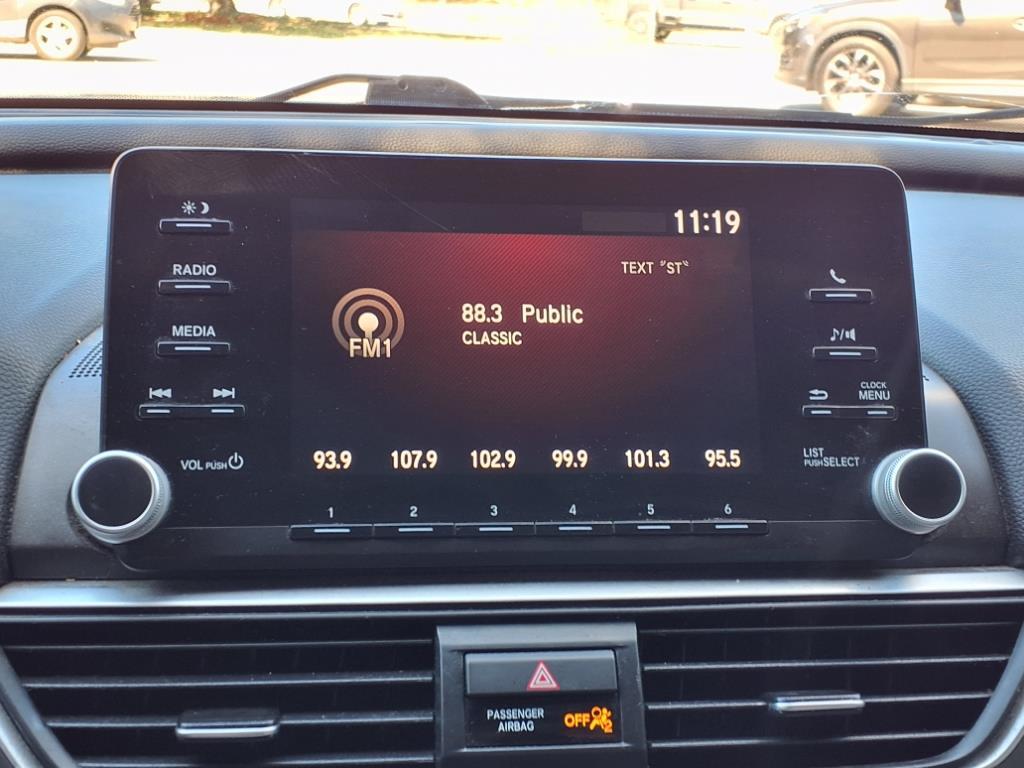 11:19
TEXT "ST"
88.3 Public
CLASSIC
FM1
93.9 107.9 102.9 99.9 101.3 95.5
1 2 3 4 5 6
RADIO
MEDIA
VOL PUSH
CLOCK
MENU
LIST
PUSH SELECT
PASSENGER
AIRBAG
OFF
2